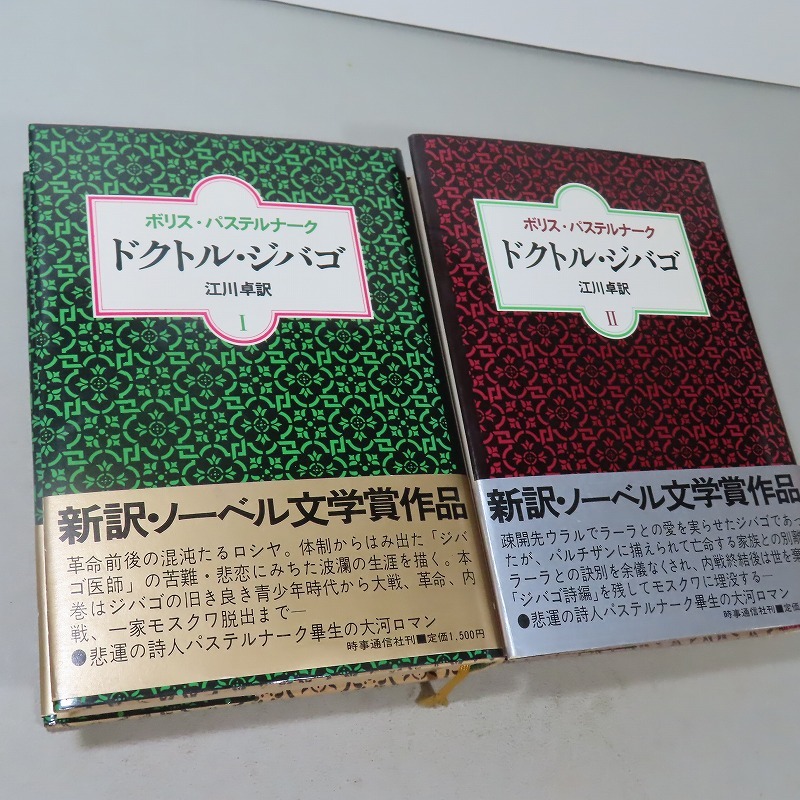 ボリス・パステルナーク
ドクトル・ジバゴ
江川卓訳
I
新訳・ノーベル文学賞作品
革命前後の混沌たるロシヤ。体制からはみ出た「ジバ
ゴ医師」の苦難・悲恋にみちた波瀾の生涯を描く。本
巻はジバゴの旧き良き青少年時代から大戦、革命、内
戦、一家モスクワ脱出まで─
●悲運の詩人パステルナーク畢生の大河ロマン
時事通信社刊■定価1,500円
ボリス・パステルナーク
ドクトル・ジバゴ
江川卓訳
II
新訳・ノーベル文学賞作品
疎開先ウラルでラーラとの愛を実らせたジバゴであっ
たが、パルチザンに捕えられて亡命する家族との別離
ラーラとの訣別を余儀なくされ、内戦終結後は世を棄
「ジバゴ詩編」を残してモスクワに埋没する─
●悲運の詩人パステルナーク畢生の大河ロマン
時事通信社刊■定価